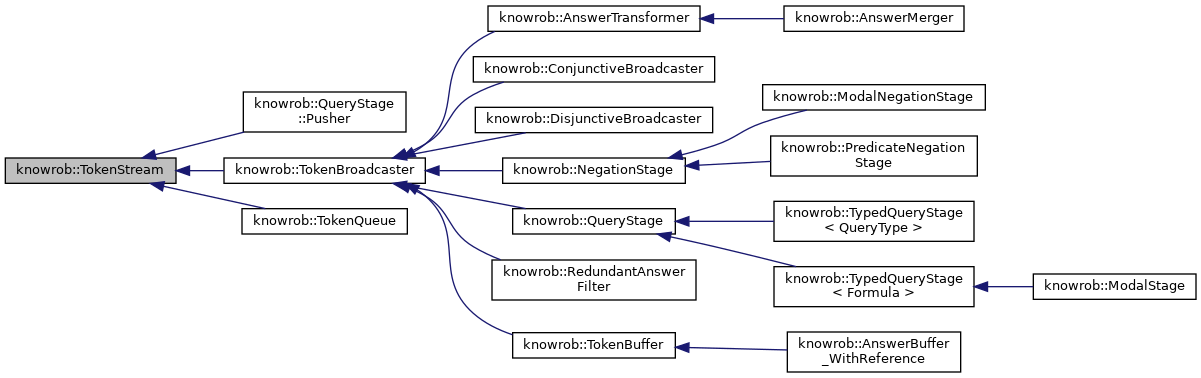 knowrob::TokenStream
knowrob::QueryStage
::Pusher
knowrob::TokenBroadcaster
knowrob::TokenQueue
knowrob::AnswerTransformer
knowrob::ConjunctiveBroadcaster
knowrob::DisjunctiveBroadcaster
knowrob::NegationStage
knowrob::QueryStage
knowrob::RedundantAnswer
Filter
knowrob::TokenBuffer
knowrob::AnswerMerger
knowrob::ModalNegationStage
knowrob::PredicateNegation
Stage
knowrob::TypedQueryStage
< QueryType >
knowrob::TypedQueryStage
< Formula >
knowrob::AnswerBuffer
_WithReference
knowrob::ModalStage